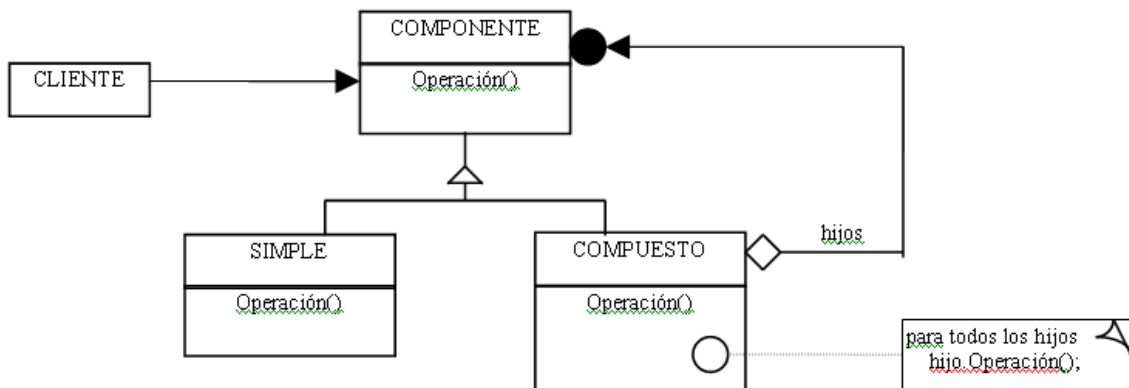 COMPONENTE
Operación()
CLIENTE
hijos
SIMPLE
Operación()
COMPUESTO
Operación()
para todos los hijos
hijo.Operación();